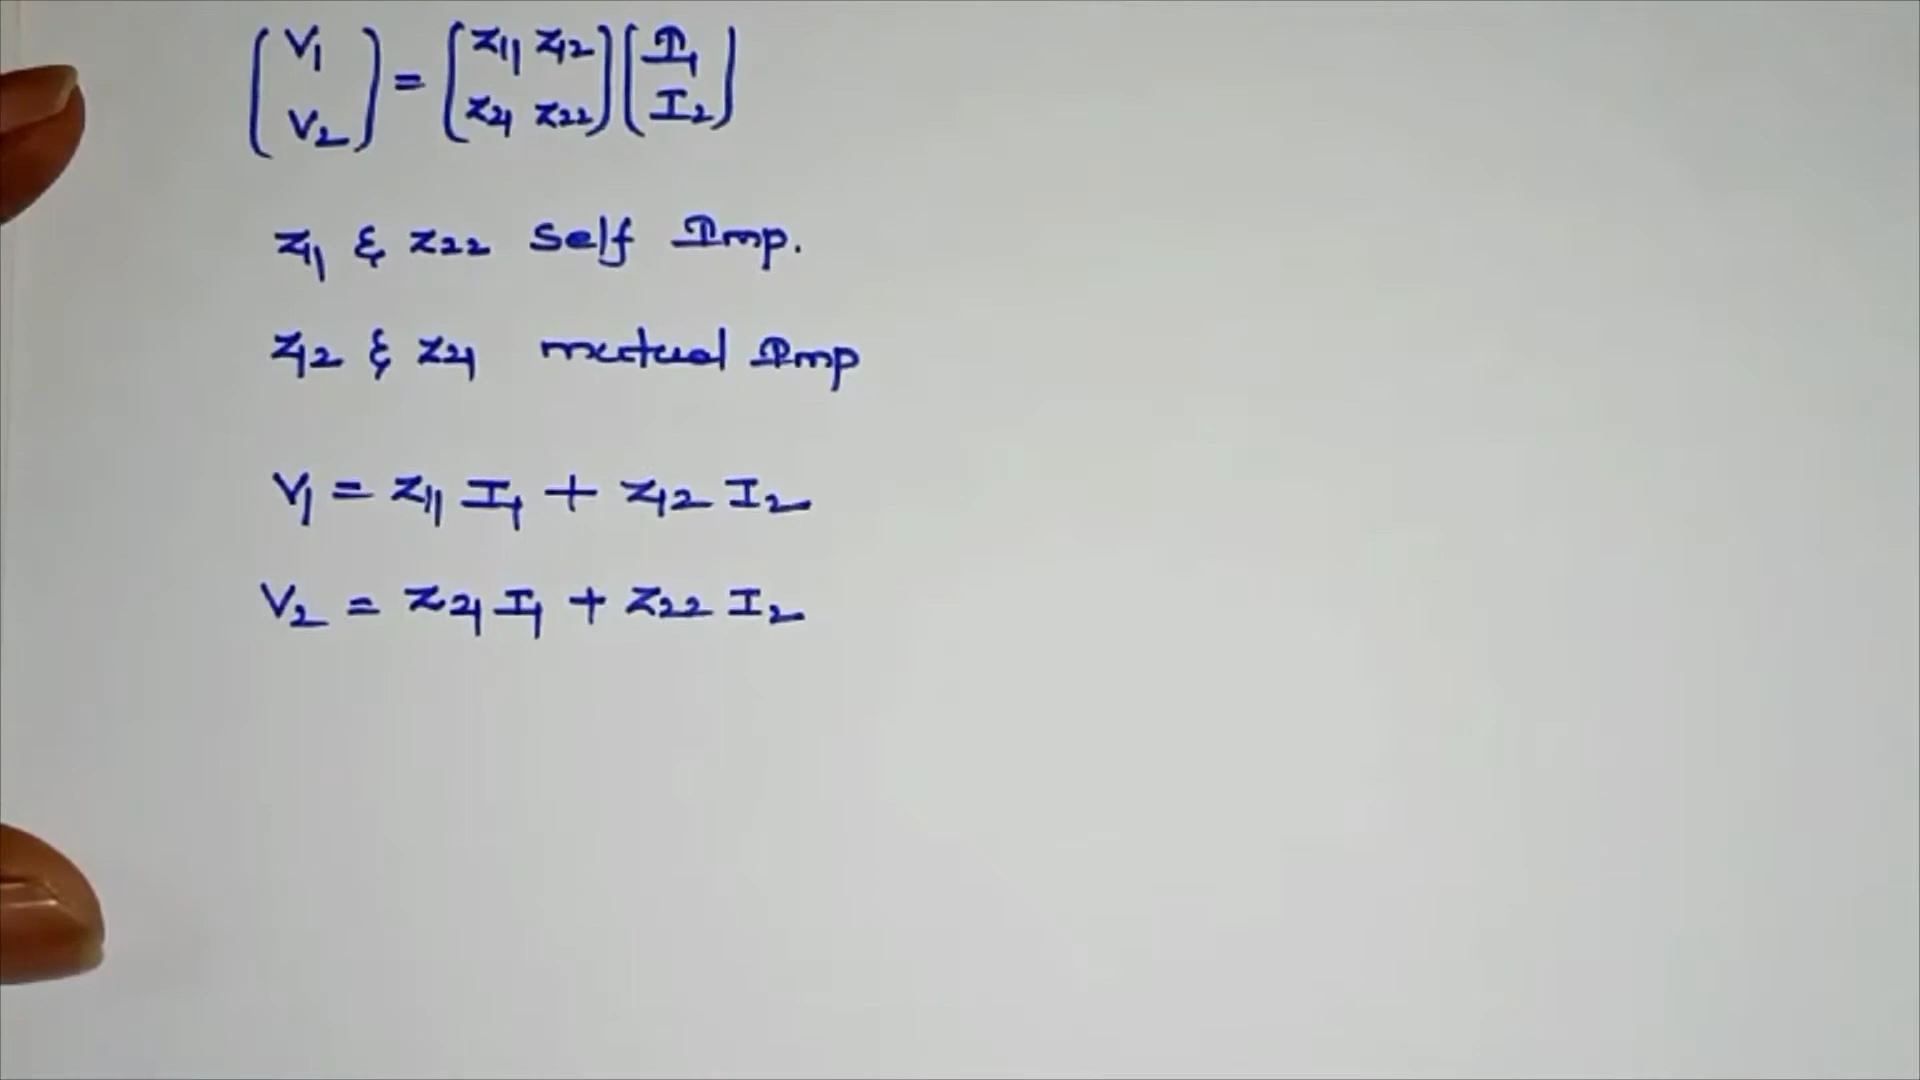 [V1 V2] = [Z11 Z12 Z21 Z22] [I1 I2]
Z11 & Z22 Self Imp.
Z12 & Z21 mutual Imp
V1 = Z11 I1 + Z12 I2
V2 = Z21 I1 + Z22 I2